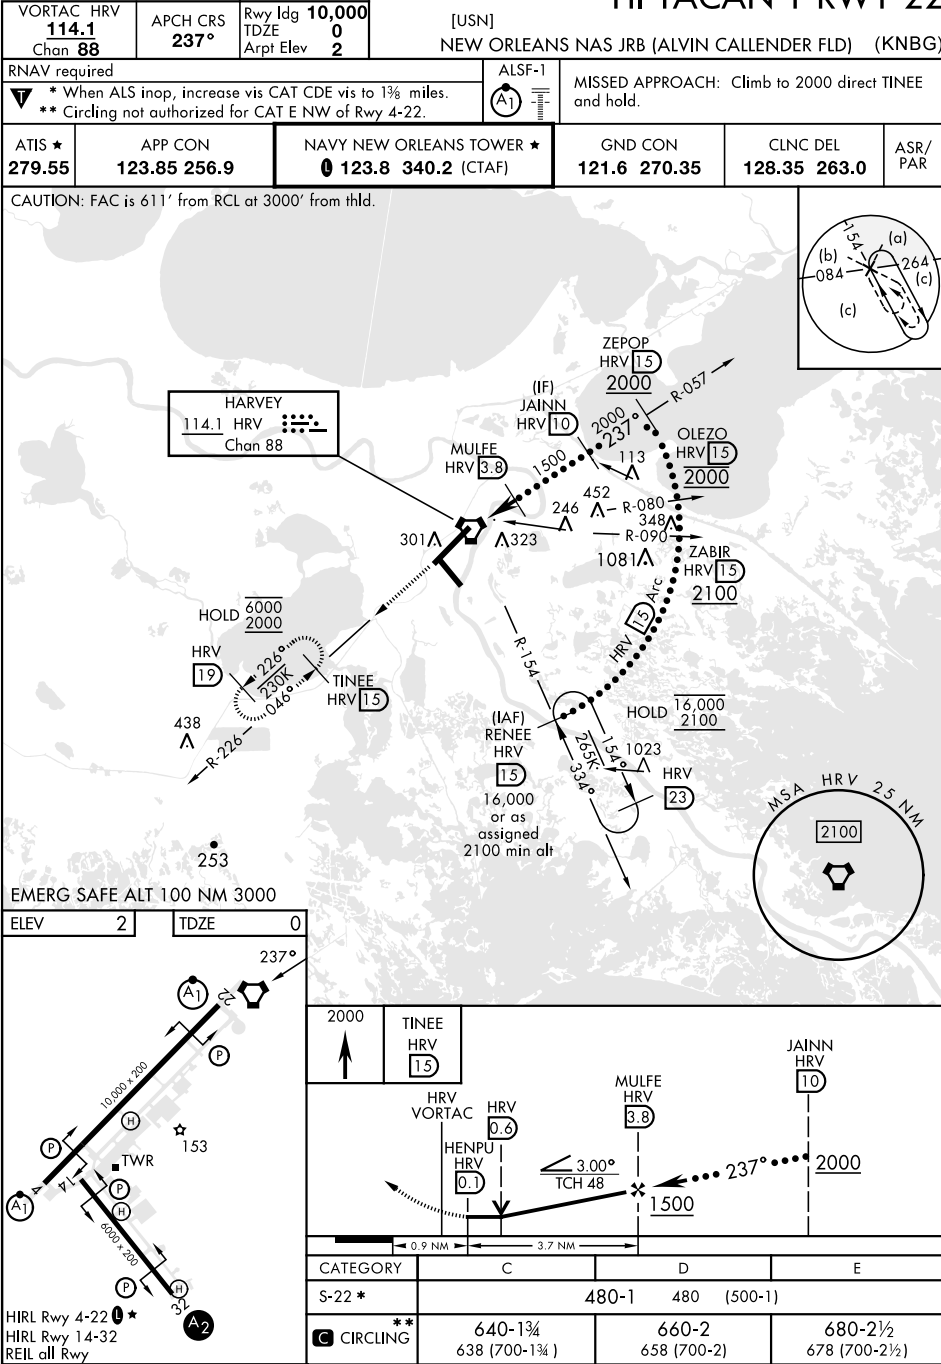 HI-TACAN Y RWY 22
VORTAC HRV
114.1
Chan 88
APCH CRS
237°
Rwy ldg 10,000
TDZE 0
Arpt Elev 2
[USN]
NEW ORLEANS NAS JRB (ALVIN CALLENDER FLD) (KNBG)
RNAV required
T
* When ALS inop, increase vis CAT CDE vis to 1⅜ miles.
** Circling not authorized for CAT E NW of Rwy 4-22.
ALSF-1
A1
MISSED APPROACH: Climb to 2000 direct TINEE
and hold.
ATIS ★
279.55
APP CON
123.85 256.9
NAVY NEW ORLEANS TOWER ★
L 123.8 340.2 (CTAF)
GND CON
121.6 270.35
CLNC DEL
128.35 263.0
ASR/
PAR
CAUTION: FAC is 611' from RCL at 3000' from thld.
154
(a)
(b)
084
264
(c)
(c)
ZEPOP
HRV 15
2000
R-057
(IF)
JAINN
HRV 10
2000
237°
HARVEY
114.1 HRV
Chan 88
MULFE
HRV 3.8
1500
113
OLEZO
HRV 15
2000
452
246
R-080
348
R-090
301
323
1081
ZABIR
HRV 15
2100
HOLD 6000
2000
HRV
19
226°
230K
046°
TINEE
HRV 15
R-154
HRV 15 Arc
438
R-226
(IAF)
RENEE
HRV
15
16,000
or as
assigned
2100 min alt
HOLD 16,000
2100
265K
154°
334°
1023
HRV
23
253
MSA HRV 25 NM
2100
EMERG SAFE ALT 100 NM 3000
ELEV 2
TDZE 0
237°
A1
22
P
10,000 x 200
H
153
P
TWR
14
P
4
A1
H
6000 x 200
P
H
32
A2
HIRL Rwy 4-22 L ★
HIRL Rwy 14-32
REIL all Rwy
2000
TINEE
HRV
15
HRV
VORTAC
HRV
0.6
HENPU
HRV
0.1
MULFE
HRV
3.8
JAINN
HRV
10
3.00°
TCH 48
237°
2000
1500
0.9 NM
3.7 NM
CATEGORY C D E
S-22 * 480-1 480 (500-1)
C CIRCLING **
640-1¾
638 (700-1¾)
660-2
658 (700-2)
680-2½
678 (700-2½)